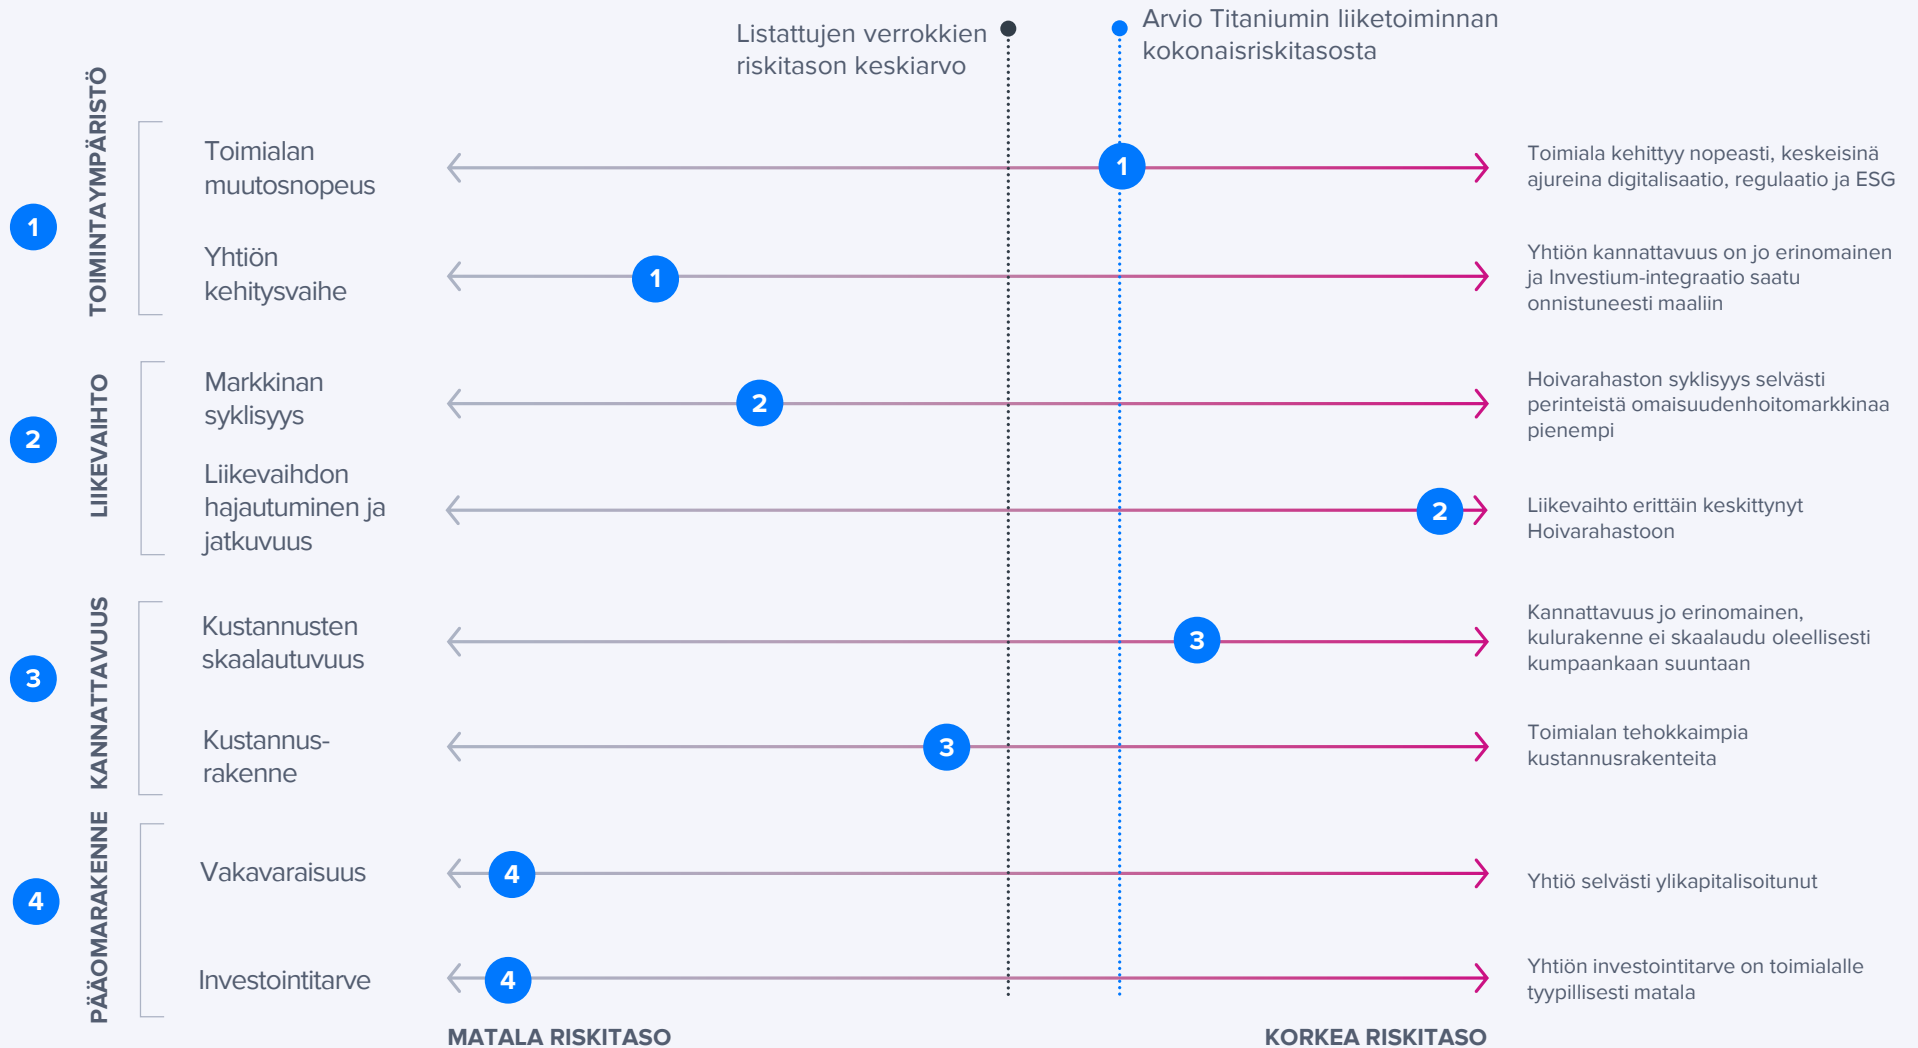 Listattujen verrokkien
riskitason keskiarvo
Arvio Titaniumin liiketoiminnan
kokonaisriskitasosta
1
TOIMINTAYMPÄRISTÖ
Toimialan
muutosnopeus
1
Toimiala kehittyy nopeasti, keskeisinä
ajureina digitalisaatio, regulaatio ja ESG
Yhtiön
kehitysvaihe
1
Yhtiön kannattavuus on jo erinomainen
ja Investium-integraatio saatu
onnistuneesti maaliin
2
LIIKEVAIHTO
Markkinan
syklisyys
2
Hoivarahaston syklisyys selvästi
perinteistä omaisuudenhoitomarkkinaa
pienempi
Liikevaihdon
hajautuminen ja
jatkuvuus
2
Liikevaihto erittäin keskittynyt
Hoivarahastoon
3
KANNATTAVUUS
Kustannusten
skaalautuvuus
3
Kannattavuus jo erinomainen,
kulurakenne ei skaalaudu oleellisesti
kumpaankaan suuntaan
Kustannus-
rakenne
3
Toimialan tehokkaimpia
kustannusrakenteita
4
PÄÄOMARAKENNE
Vakavaraisuus
4
Yhtiö selvästi ylikapitalisoitunut
Investointitarve
4
Yhtiön investointitarve on toimialalle
tyypillisesti matala
MATALA RISKITASO
KORKEA RISKITASO